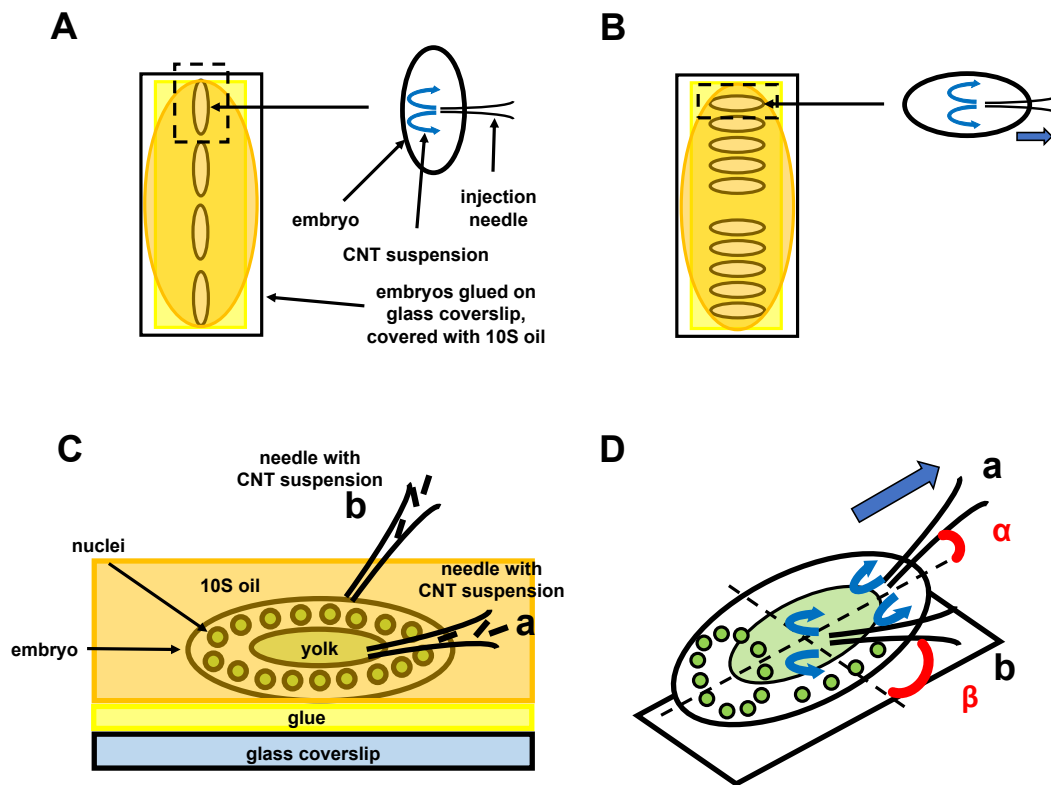 A
embryo
CNT suspension
injection
needle
embryos glued on
glass coverslip,
covered with 10S oil
B
C
needle with
CNT suspension
b
nuclei
10S oil
needle with
CNT suspension
a
embryo
yolk
glue
glass coverslip
D
a
α
b
β